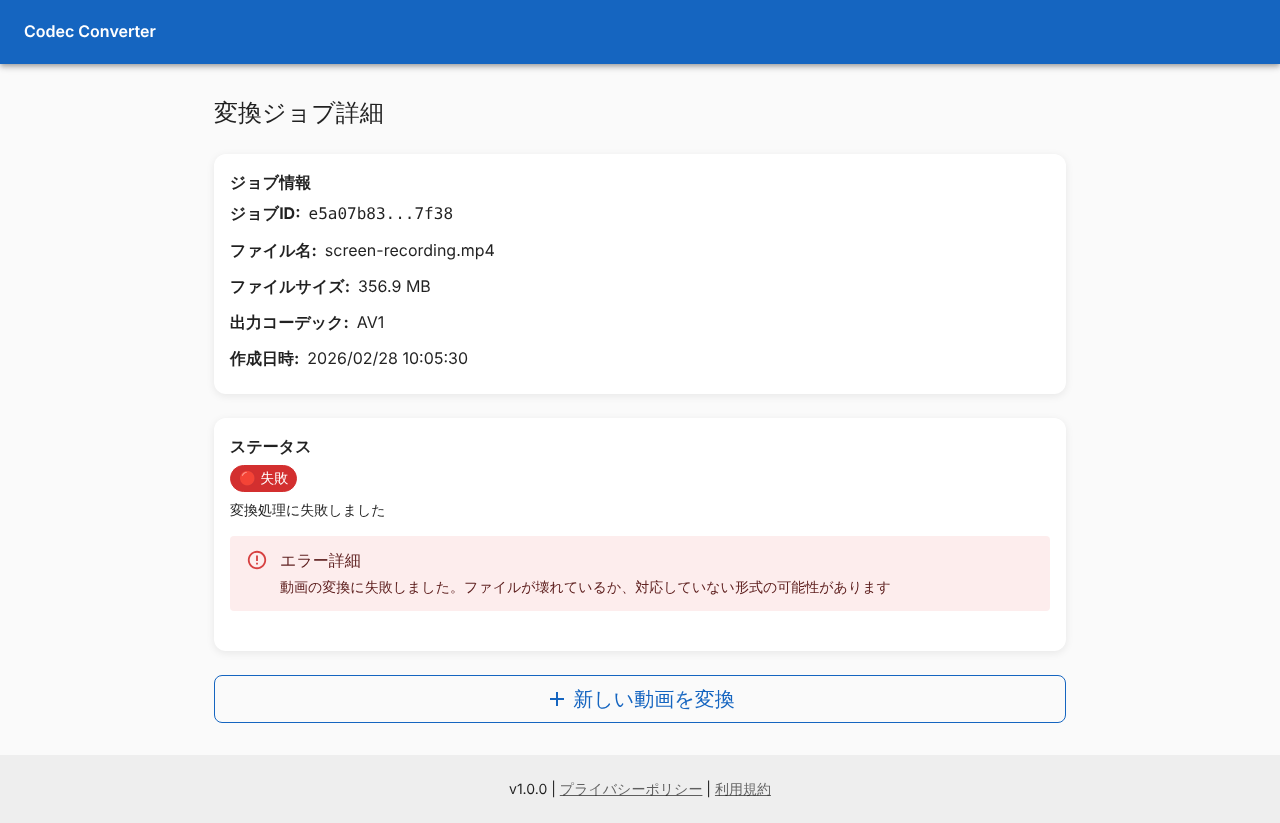 Codec Converter
変換ジョブ詳細
ジョブ情報
ジョブID: e5a07b83...7f38
ファイル名: screen-recording.mp4
ファイルサイズ: 356.9 MB
出力コーデック: AV1
作成日時: 2026/02/28 10:05:30
ステータス
🔴 失敗
変換処理に失敗しました
エラー詳細
動画の変換に失敗しました。ファイルが壊れているか、対応していない形式の可能性があります
新しい動画を変換
v1.0.0 | プライバシーポリシー | 利用規約